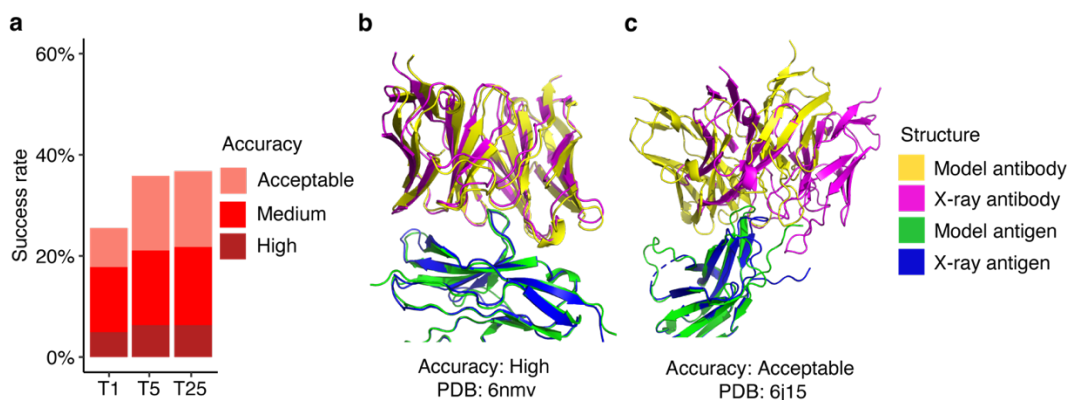 a
60%
40%
20%
0%
Success rate
T1 T5 T25
Accuracy
Acceptable
Medium
High
b
Accuracy: High
PDB: 6nmv
c
Accuracy: Acceptable
PDB: 6j15
Structure
Model antibody
X-ray antibody
Model antigen
X-ray antigen